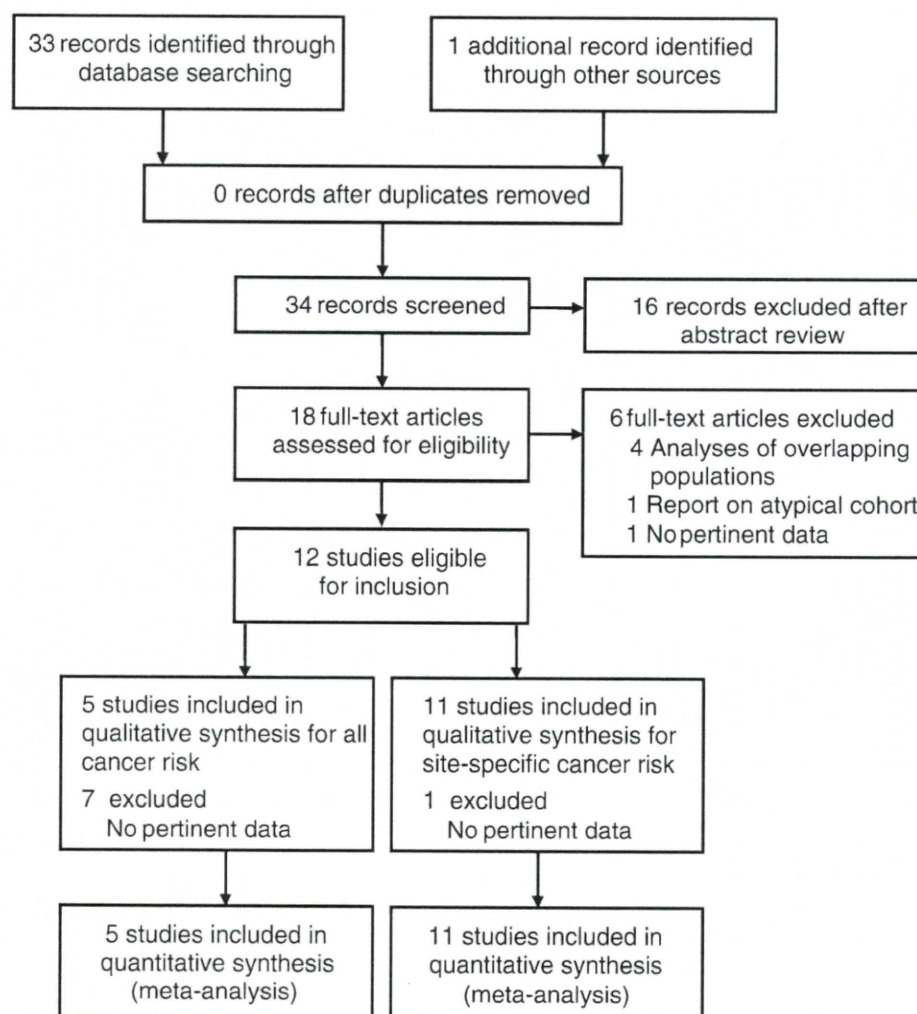 33 records identified through
database searching
1 additional record identified
through other sources
0 records after duplicates removed
34 records screened
16 records excluded after
abstract review
18 full-text articles
assessed for eligibility
6 full-text articles excluded
4 Analyses of overlapping
populations
1 Report on atypical cohort
1 No pertinent data
12 studies eligible
for inclusion
5 studies included in
qualitative synthesis for all
cancer risk
7 excluded
No pertinent data
11 studies included in
qualitative synthesis for
site-specific cancer risk
1 excluded
No pertinent data
5 studies included in
quantitative synthesis
(meta-analysis)
11 studies included in
quantitative synthesis
(meta-analysis)